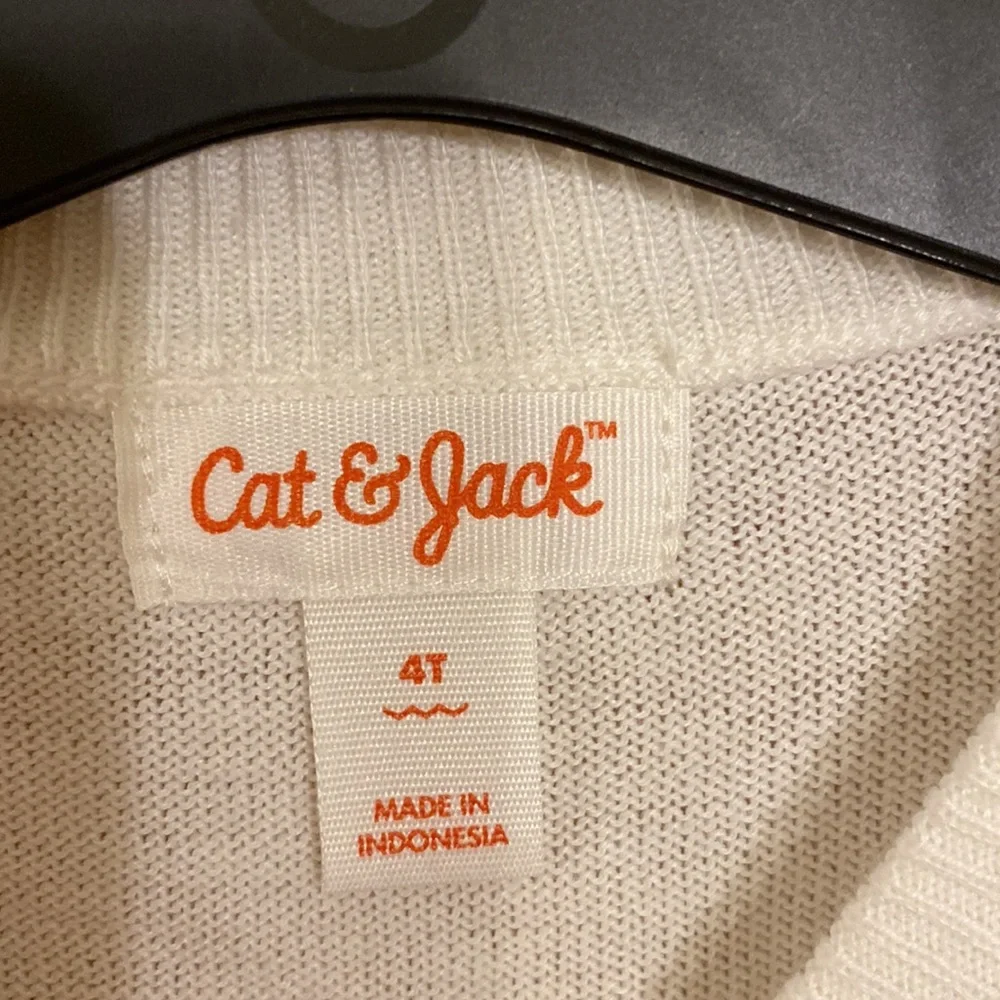 Cat & Jack™
4T
MADE IN
INDONESIA